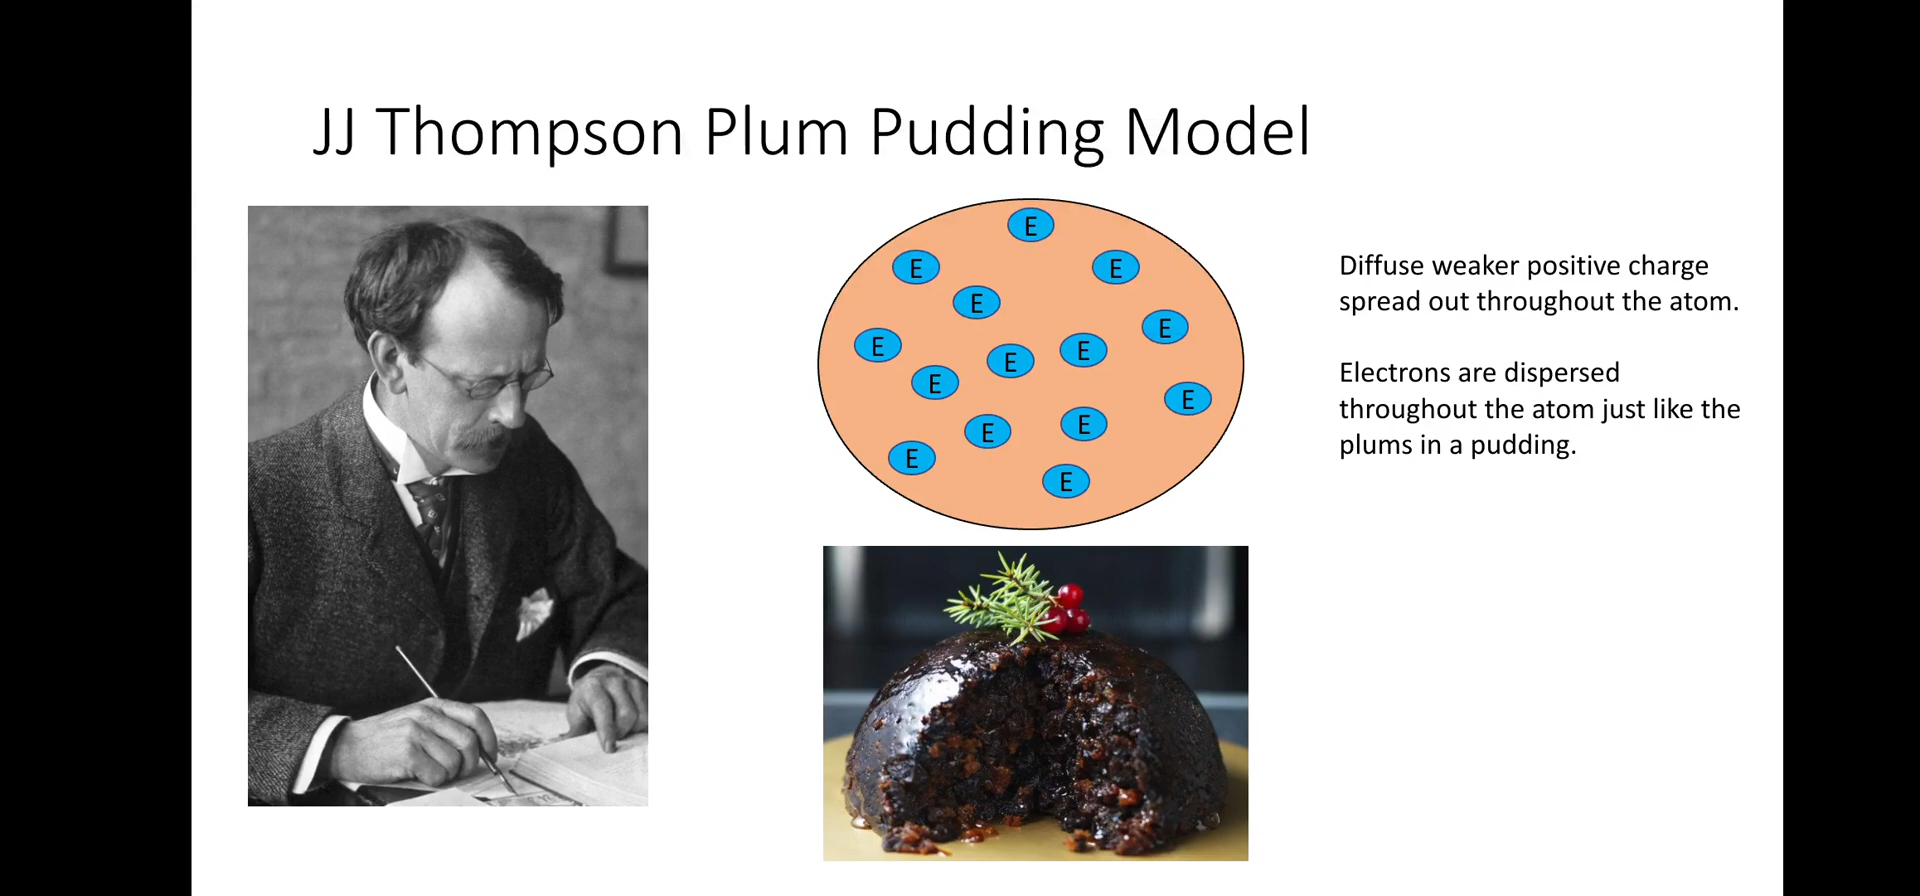 JJ Thompson Plum Pudding Model
E
E
E
E
E
E
E
E
E
E
E
E
E
E
Diffuse weaker positive charge
spread out throughout the atom.
Electrons are dispersed
throughout the atom just like the
plums in a pudding.